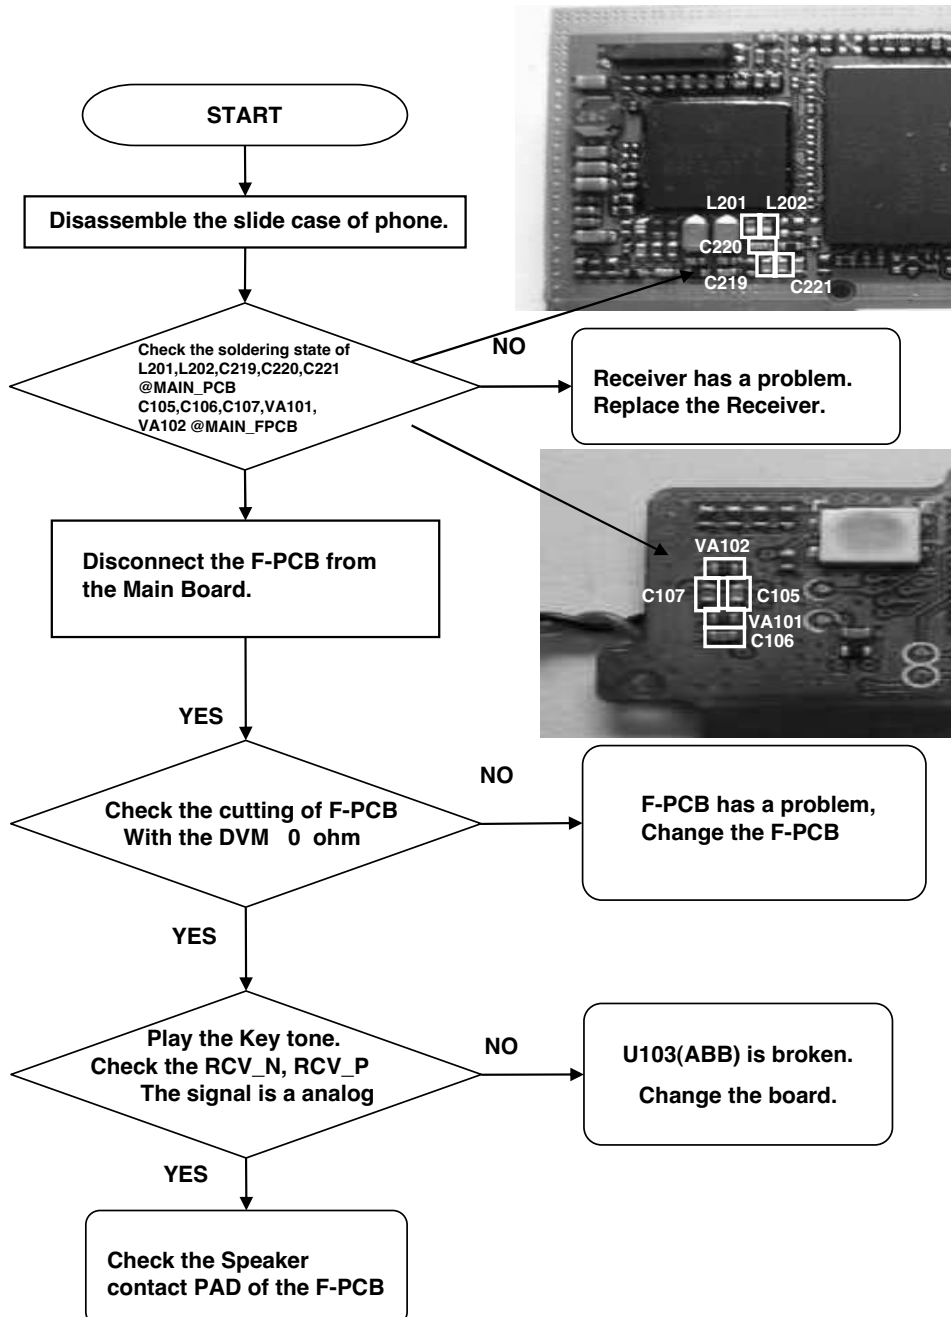 START
Disassemble the slide case of phone.
L201
L202
C220
C219
C221
Check the soldering state of
L201,L202,C219,C220,C221
@MAIN_PCB
C105,C106,C107,VA101,
VA102 @MAIN_FPCB
NO
Receiver has a problem.
Replace the Receiver.
Disconnect the F-PCB from
the Main Board.
VA102
C107
C105
VA101
C106
YES
Check the cutting of F-PCB
With the DVM 0 ohm
NO
F-PCB has a problem,
Change the F-PCB
YES
Play the Key tone.
Check the RCV_N, RCV_P
The signal is a analog
NO
U103(ABB) is broken.
Change the board.
YES
Check the Speaker
contact PAD of the F-PCB